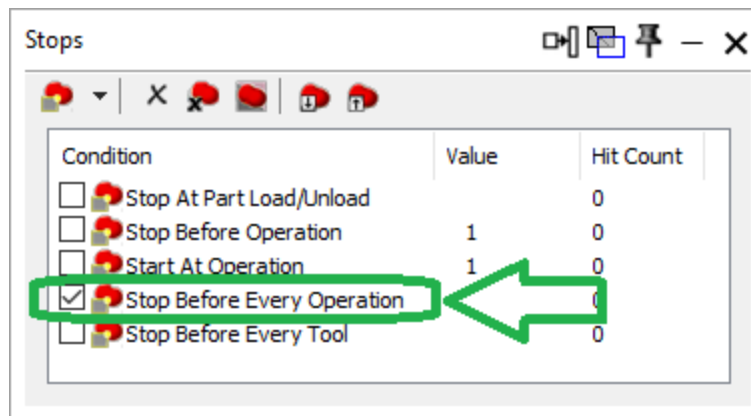 Stops
Condition Value Hit Count
Stop At Part Load/Unload 0
Stop Before Operation 1 0
Start At Operation 1 0
Stop Before Every Operation 0
Stop Before Every Tool 0